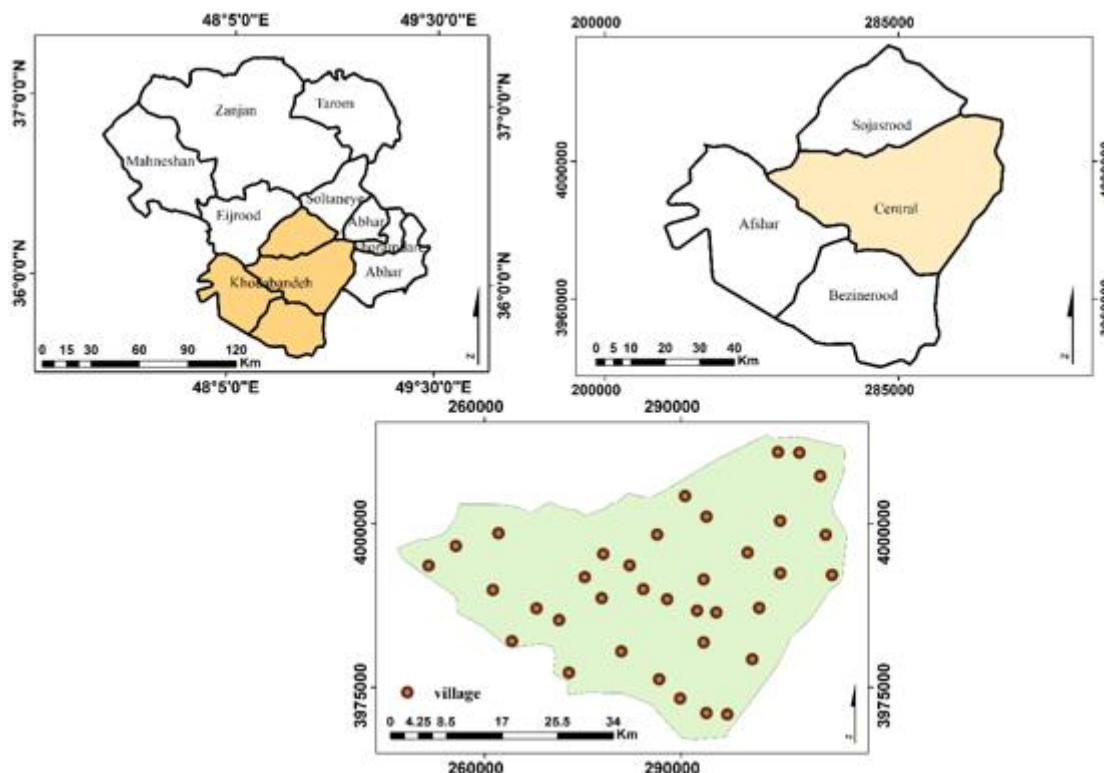 48°5'0"E 49°30'0"E
37°0'0"N
36°0'0"N
Zanjan
Tarom
Mahneshan
Soltaneye
Eijrood
Abhar
Abhar
Khodabandeh
0 15 30 60 90 120
Km
37°0'0"N
36°0'0"N
48°5'0"E 49°30'0"E
200000 285000
4000000
3960000
Sojasrood
Central
Afshar
Bezinerood
0 5 10 20 30 40
Km
200000 285000
260000 290000
4000000
3975000
village
0 4.25 8.5 17 25.5 34
Km
4000000
3975000
260000 290000